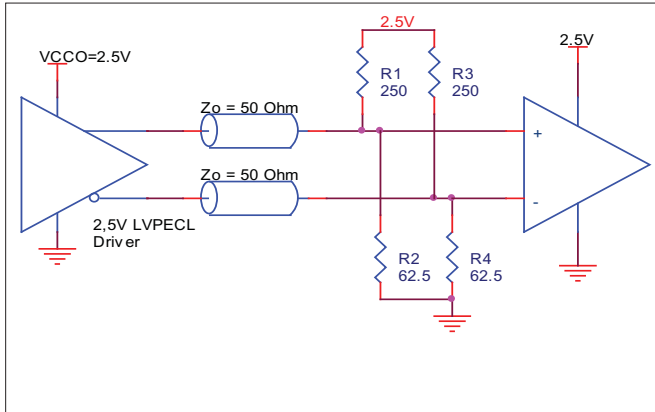 2.5V
2.5V
VCCO=2.5V
R1
250
R3
250
Zo = 50 Ohm
+
Zo = 50 Ohm
-
2,5V LVPECL
Driver
R2
62.5
R4
62.5